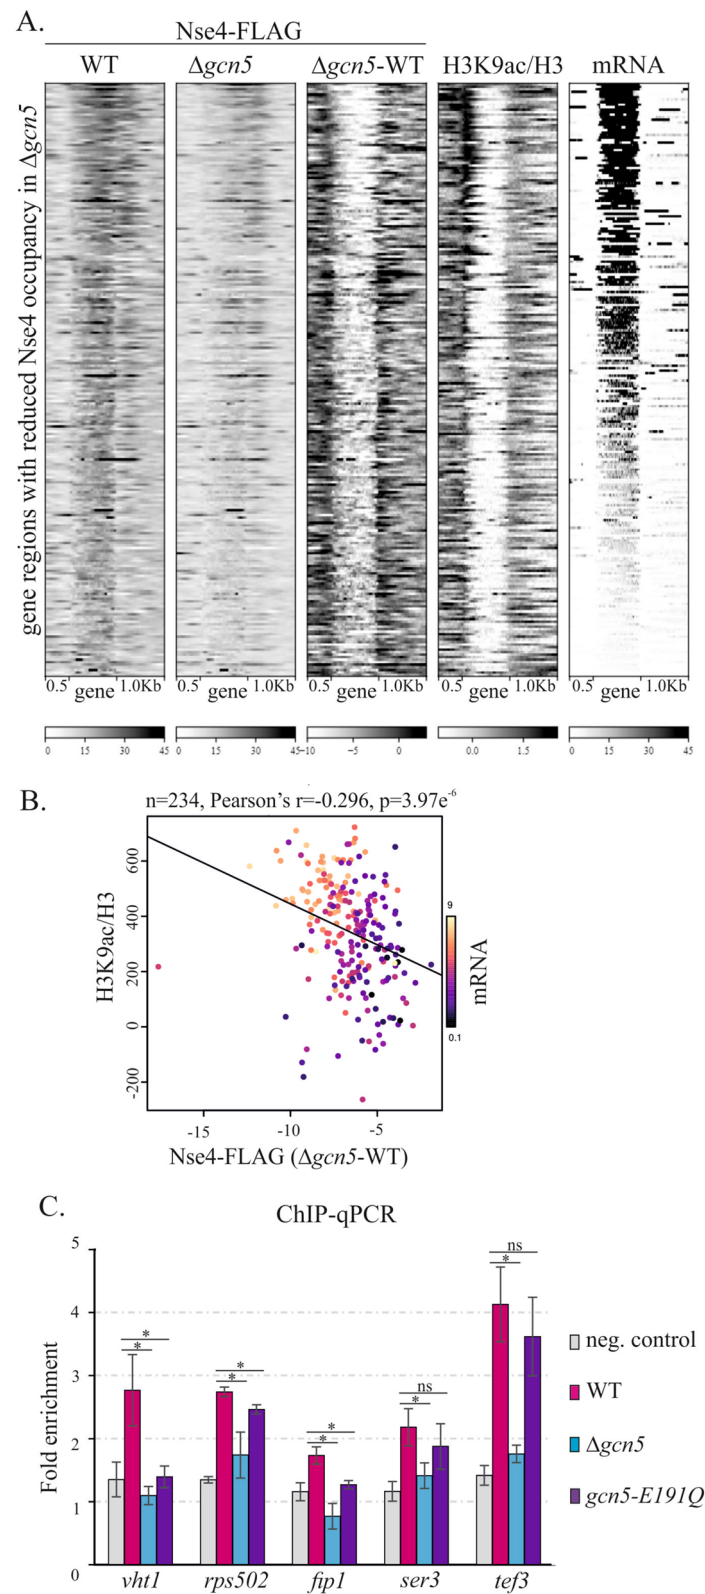 A.
Nse4-FLAG
WT Δgcn5 Δgcn5-WT H3K9ac/H3 mRNA
gene regions with reduced Nse4 occupancy in Δgcn5
0.5 gene 1.0Kb 0.5 gene 1.0Kb 0.5 gene 1.0Kb 0.5 gene 1.0Kb 0.5 gene 1.0Kb
0 15 30 45 0 15 30 45 -10 -5 0 0.0 1.5 0 15 30 45
B.
n=234, Pearson's r=-0.296, p=3.97e-6
H3K9ac/H3
600
400
200
0
-200
-15 -10 -5
Nse4-FLAG (Δgcn5-WT)
9
0.1
mRNA
C.
ChIP-qPCR
Fold enrichment
5
4
3
2
1
0
* *
* *
* *
* ns
* ns
vht1 rps502 fip1 ser3 tef3
neg. control
WT
Δgcn5
gcn5-E191Q